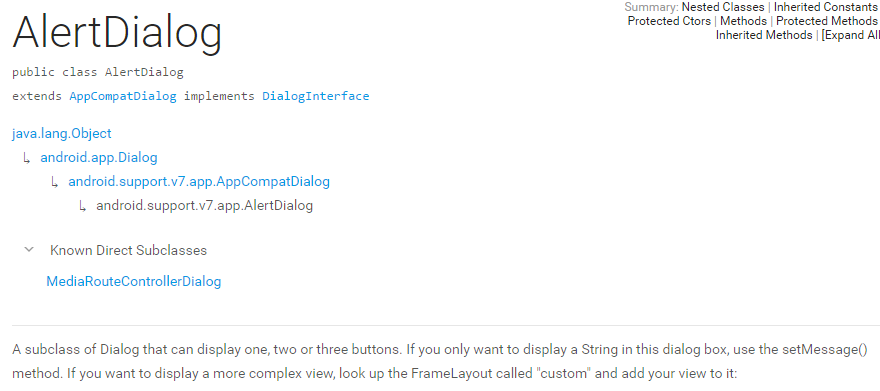 AlertDialog
Summary: Nested Classes | Inherited Constants
Protected Ctors | Methods | Protected Methods
Inherited Methods | [Expand All
public class AlertDialog
extends AppCompatDialog implements DialogInterface
java.lang.Object
↳ android.app.Dialog
↳ android.support.v7.app.AppCompatDialog
↳ android.support.v7.app.AlertDialog
Known Direct Subclasses
MediaRouteControllerDialog
A subclass of Dialog that can display one, two or three buttons. If you only want to display a String in this dialog box, use the setMessage()
method. If you want to display a more complex view, look up the FrameLayout called "custom" and add your view to it: